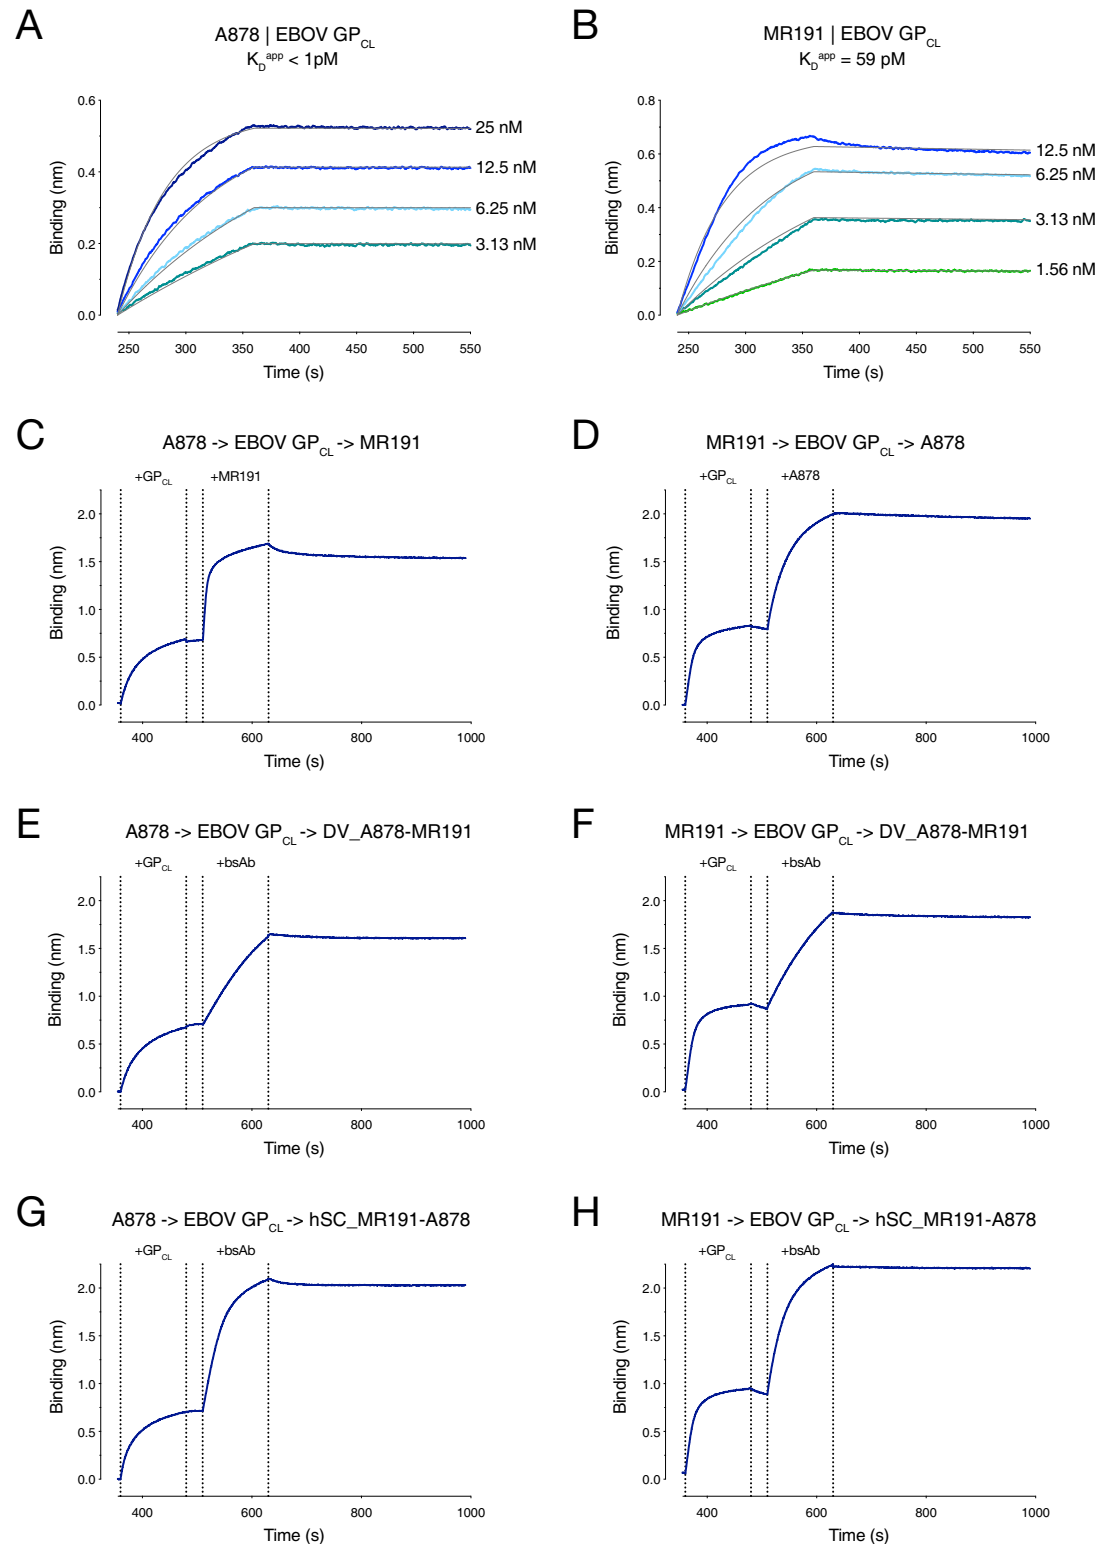 A
A878 | EBOV GPCL
KDapp < 1pM
Binding (nm)
0.6
0.4
0.2
0.0
25 nM
12.5 nM
6.25 nM
3.13 nM
250 300 350 400 450 500 550
Time (s)
B
MR191 | EBOV GPCL
KDapp = 59 pM
Binding (nm)
0.8
0.6
0.4
0.2
0.0
12.5 nM
6.25 nM
3.13 nM
1.56 nM
250 300 350 400 450 500 550
Time (s)
C
A878 -> EBOV GPCL -> MR191
+GPCL +MR191
Binding (nm)
2.0
1.5
1.0
0.5
0.0
400 600 800 1000
Time (s)
D
MR191 -> EBOV GPCL -> A878
+GPCL +A878
Binding (nm)
2.0
1.5
1.0
0.5
0.0
400 600 800 1000
Time (s)
E
A878 -> EBOV GPCL -> DV_A878-MR191
+GPCL +bsAb
Binding (nm)
2.0
1.5
1.0
0.5
0.0
400 600 800 1000
Time (s)
F
MR191 -> EBOV GPCL -> DV_A878-MR191
+GPCL +bsAb
Binding (nm)
2.0
1.5
1.0
0.5
0.0
400 600 800 1000
Time (s)
G
A878 -> EBOV GPCL -> hSC_MR191-A878
+GPCL +bsAb
Binding (nm)
2.0
1.5
1.0
0.5
0.0
400 600 800 1000
Time (s)
H
MR191 -> EBOV GPCL -> hSC_MR191-A878
+GPCL +bsAb
Binding (nm)
2.0
1.5
1.0
0.5
0.0
400 600 800 1000
Time (s)